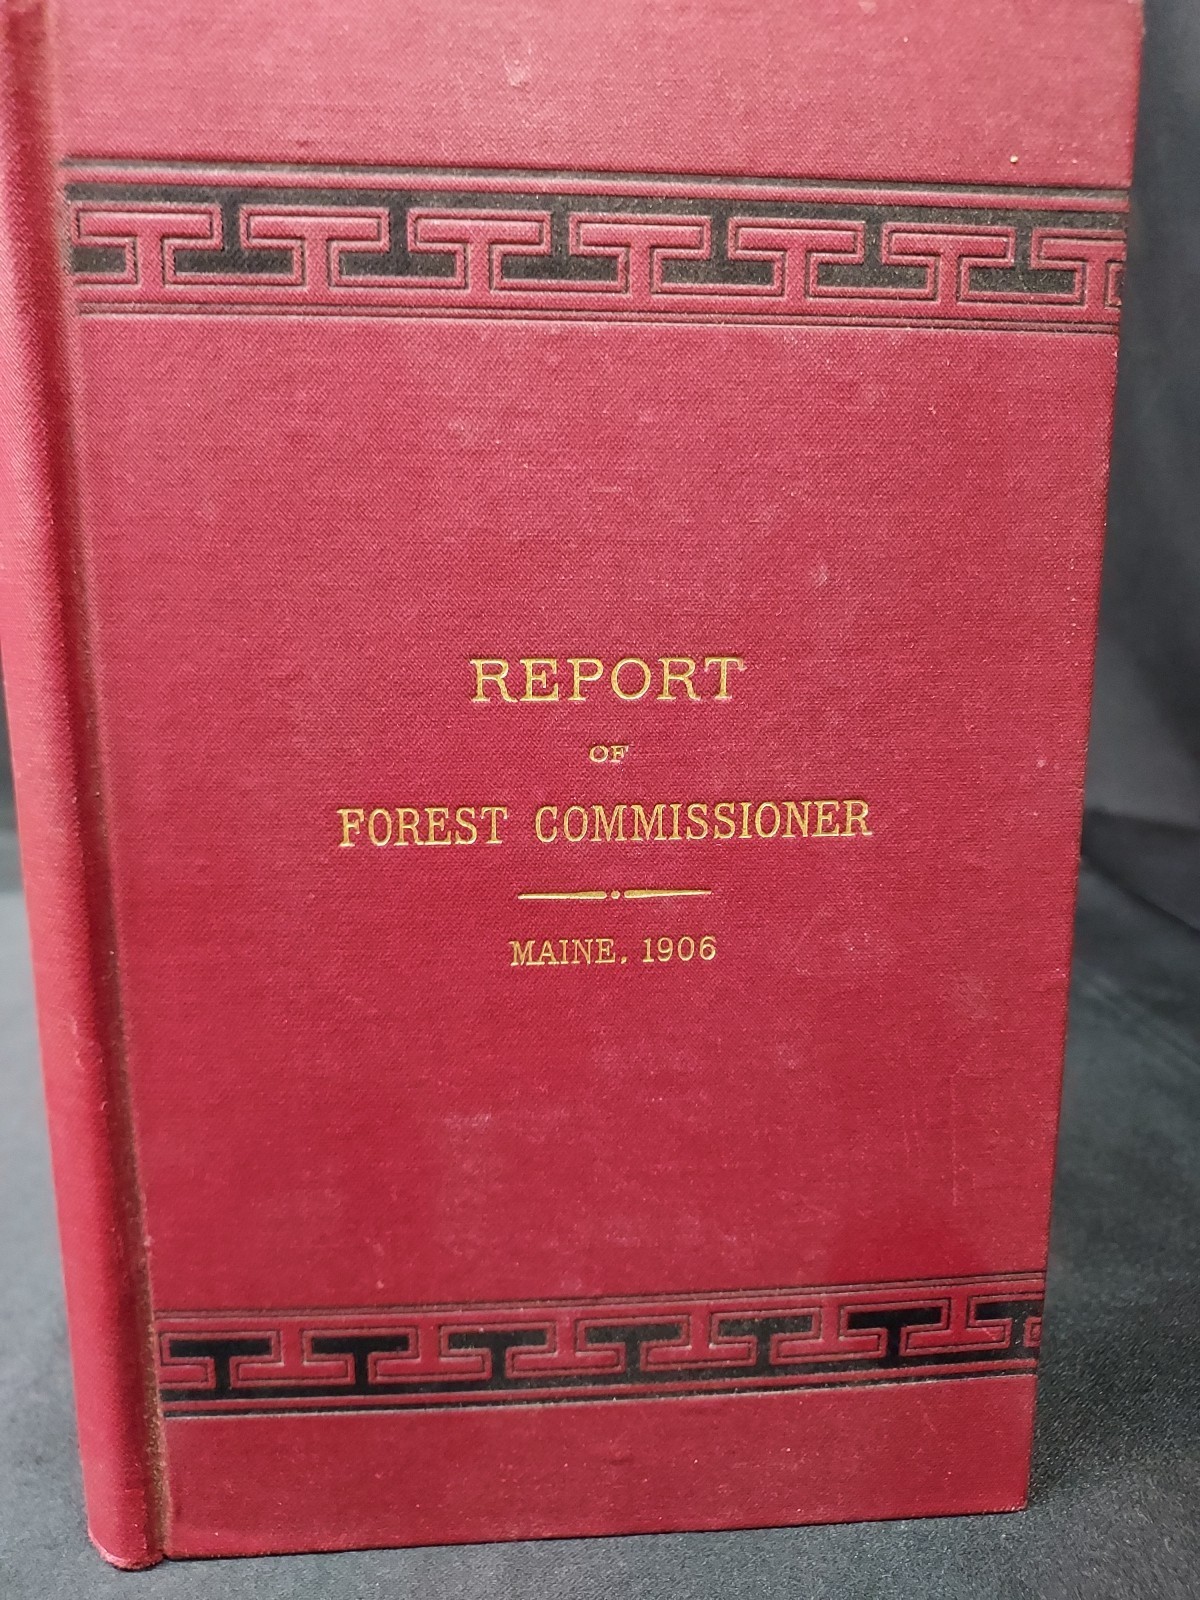 REPORT
OF
FOREST COMMISSIONER
MAINE, 1906